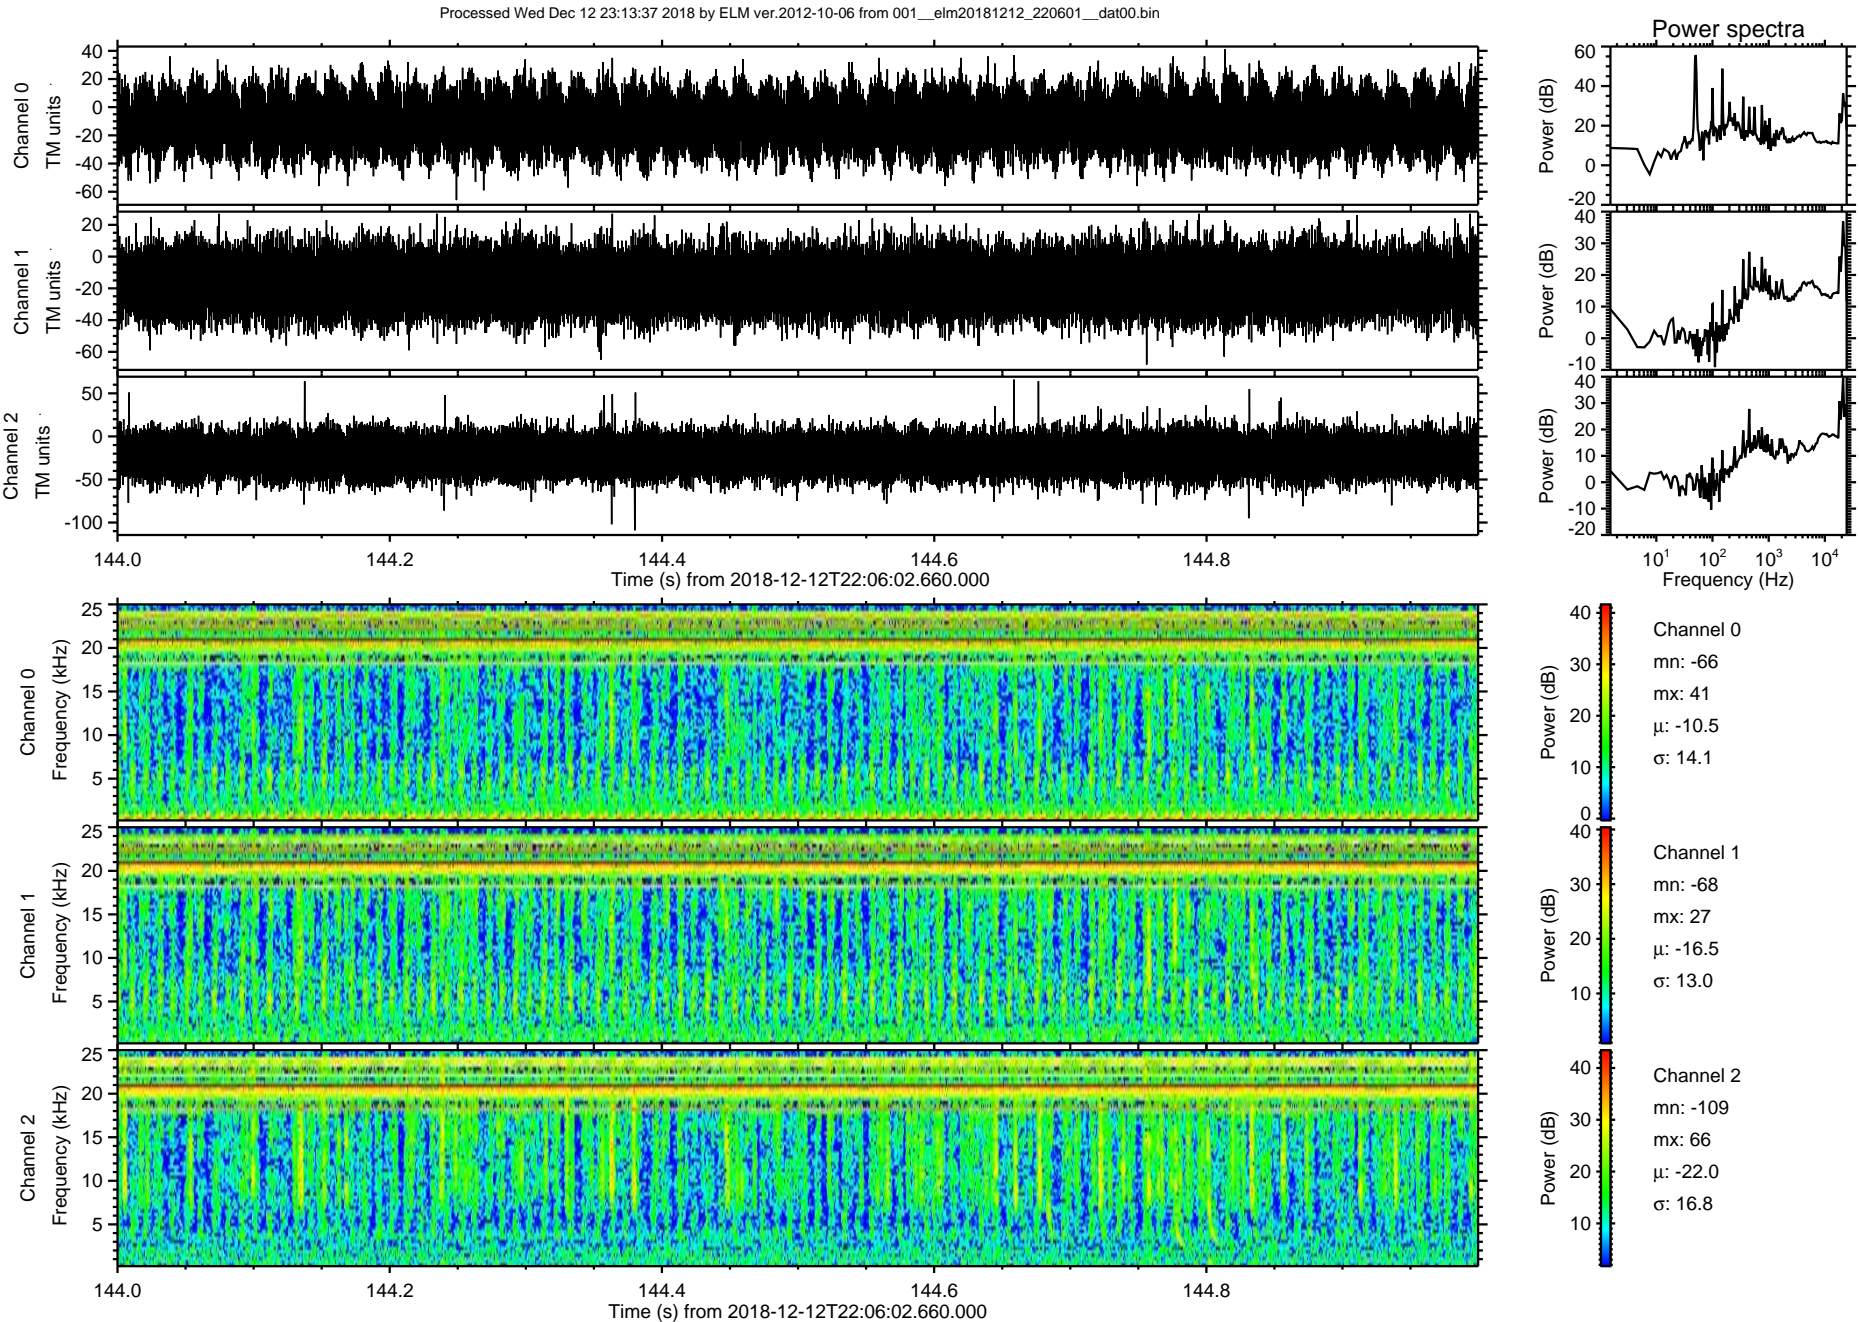 Processed Wed Dec 12 23:13:37 2018 by ELM ver.2012-10-06 from 001__elm20181212_220601__dat00.bin
Power spectra
Channel 0
TM units
40
20
0
-20
-40
-60
Power (dB)
60
40
20
0
-20
Channel 1
TM units
20
0
-20
-40
-60
Power (dB)
40
30
20
10
0
-10
Channel 2
TM units
50
0
-50
-100
Power (dB)
40
30
20
10
0
-10
-20
144.0 144.2 144.4 144.6 144.8
Time (s) from 2018-12-12T22:06:02.660.000
10^1 10^2 10^3 10^4
Frequency (Hz)
Channel 0
Frequency (kHz)
25
20
15
10
5
Power (dB)
40
30
20
10
0
Channel 0
mn: -66
mx: 41
μ: -10.5
σ: 14.1
Channel 1
Frequency (kHz)
25
20
15
10
5
Power (dB)
40
30
20
10
Channel 1
mn: -68
mx: 27
μ: -16.5
σ: 13.0
Channel 2
Frequency (kHz)
25
20
15
10
5
Power (dB)
40
30
20
10
Channel 2
mn: -109
mx: 66
μ: -22.0
σ: 16.8
144.0 144.2 144.4 144.6 144.8
Time (s) from 2018-12-12T22:06:02.660.000